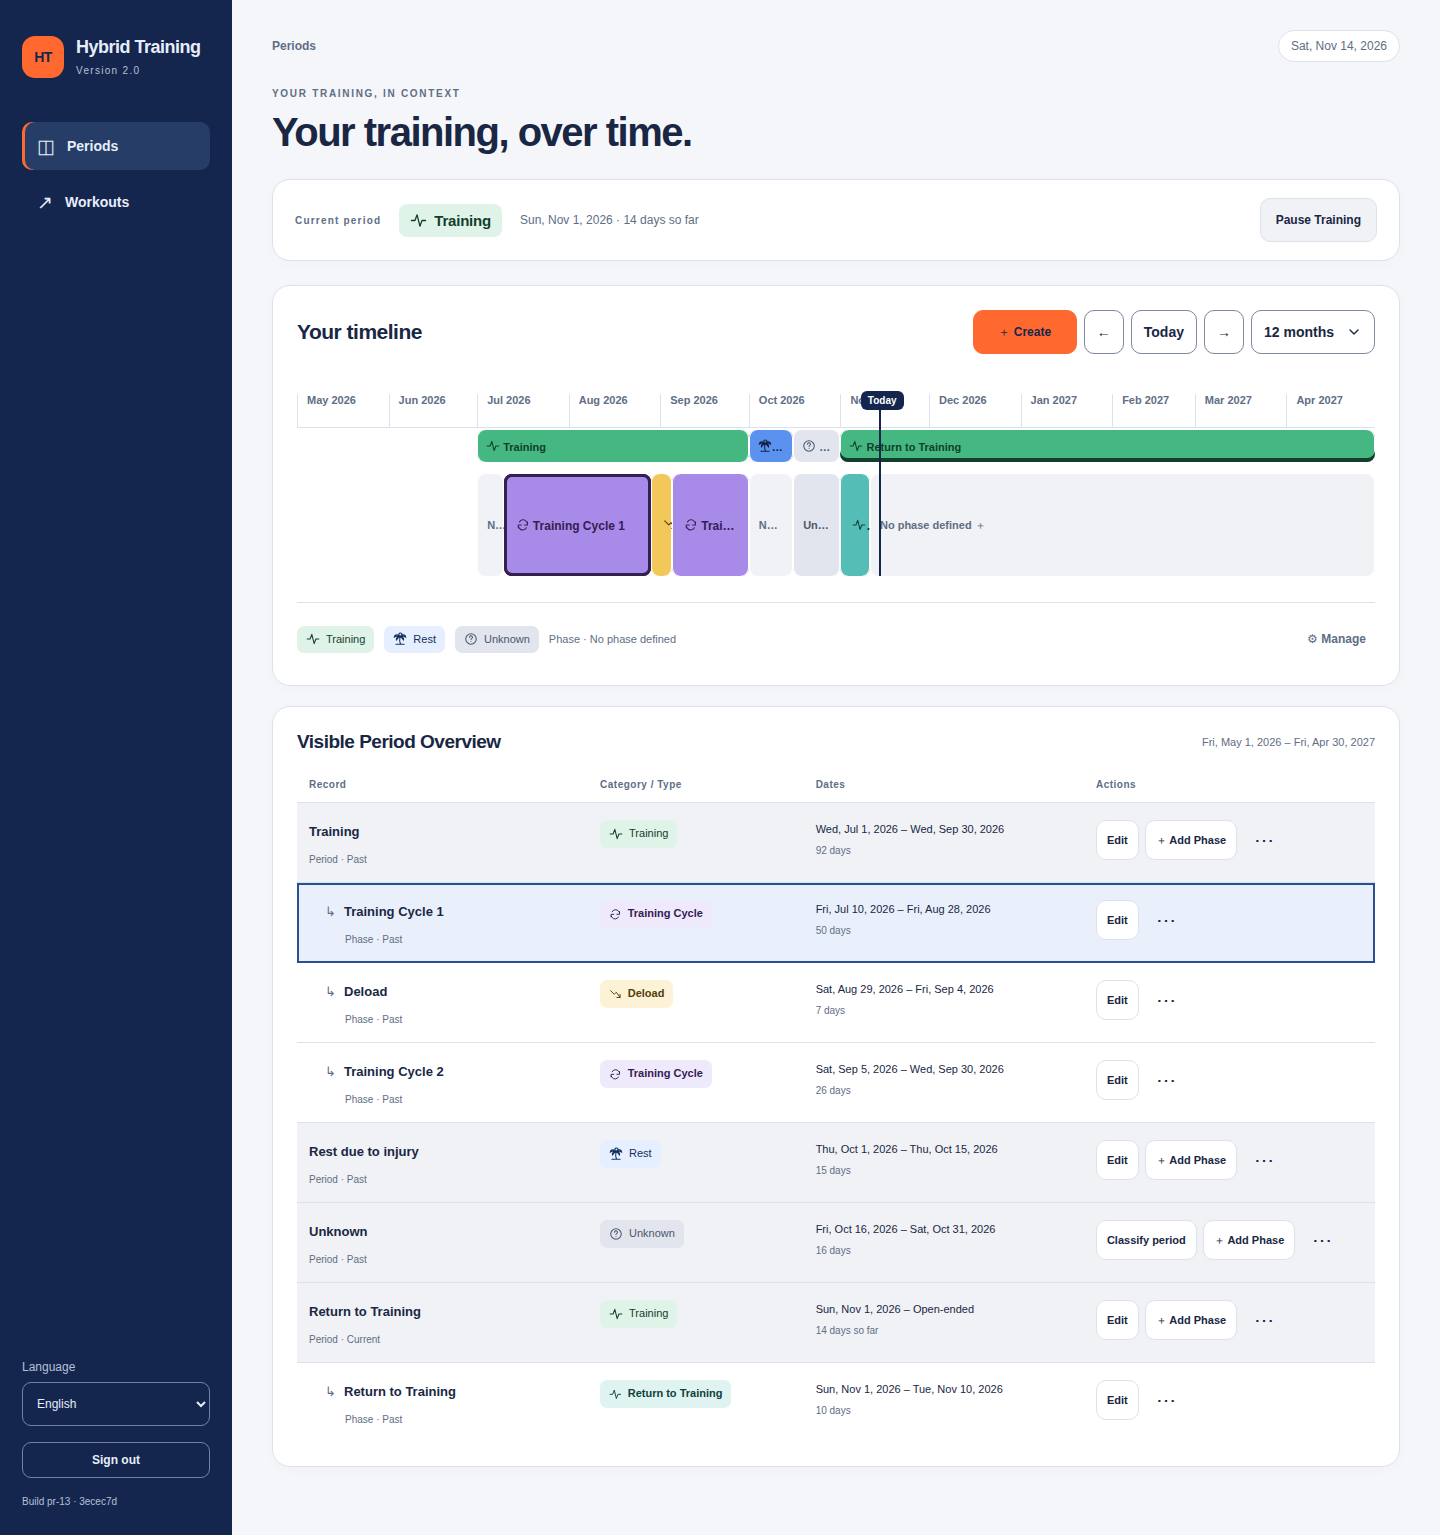 HT
Hybrid Training
Version 2.0
Periods
Workouts
Language
English
Sign out
Build pr-13 · 3ecec7d
Periods
Sat, Nov 14, 2026
YOUR TRAINING, IN CONTEXT
Your training, over time.
Current period
Training
Sun, Nov 1, 2026 · 14 days so far
Pause Training
Your timeline
+ Create
←
Today
→
12 months
May 2026
Jun 2026
Jul 2026
Aug 2026
Sep 2026
Oct 2026
Today
Dec 2026
Jan 2027
Feb 2027
Mar 2027
Apr 2027
Training
...
...
Return to Training
N...
Training Cycle 1
Trai...
N...
Un...
No phase defined +
Training
Rest
Unknown
Phase · No phase defined
⚙ Manage
Visible Period Overview
Fri, May 1, 2026 – Fri, Apr 30, 2027
Record Category / Type Dates Actions
Training Training Wed, Jul 1, 2026 – Wed, Sep 30, 2026 Edit + Add Phase ...
Period · Past 92 days
↳ Training Cycle 1 Training Cycle Fri, Jul 10, 2026 – Fri, Aug 28, 2026 Edit ...
Phase · Past 50 days
↳ Deload Deload Sat, Aug 29, 2026 – Fri, Sep 4, 2026 Edit ...
Phase · Past 7 days
↳ Training Cycle 2 Training Cycle Sat, Sep 5, 2026 – Wed, Sep 30, 2026 Edit ...
Phase · Past 26 days
Rest due to injury Rest Thu, Oct 1, 2026 – Thu, Oct 15, 2026 Edit + Add Phase ...
Period · Past 15 days
Unknown Unknown Fri, Oct 16, 2026 – Sat, Oct 31, 2026 Classify period + Add Phase ...
Period · Past 16 days
Return to Training Training Sun, Nov 1, 2026 – Open-ended Edit + Add Phase ...
Period · Current 14 days so far
↳ Return to Training Return to Training Sun, Nov 1, 2026 – Tue, Nov 10, 2026 Edit ...
Phase · Past 10 days